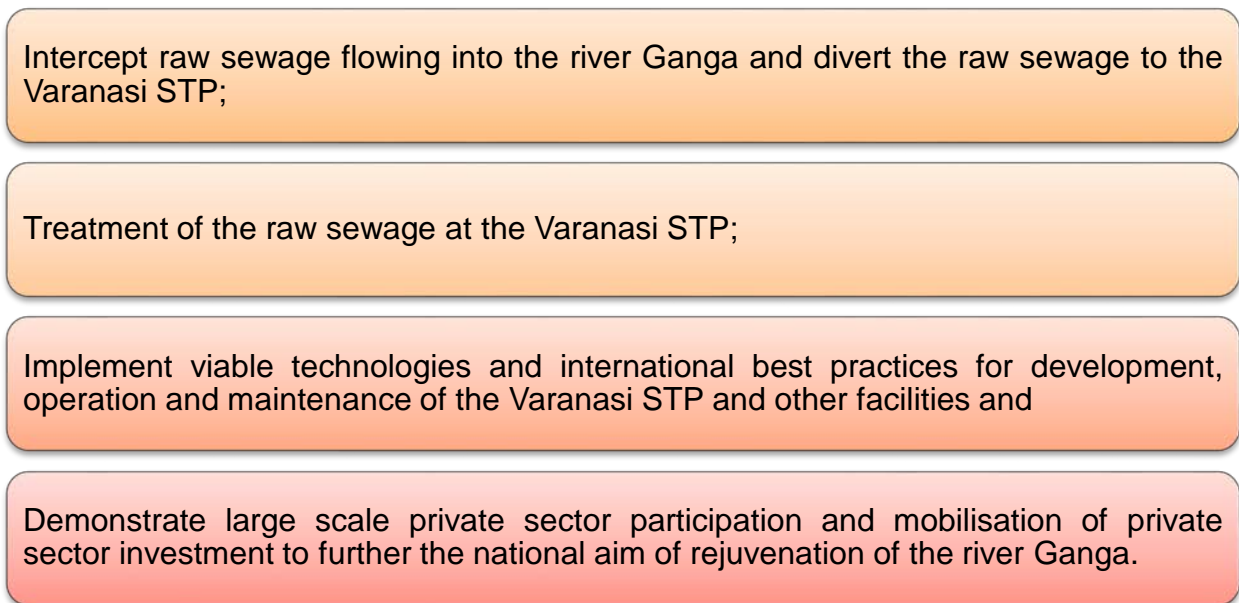 Intercept raw sewage flowing into the river Ganga and divert the raw sewage to the
Varanasi STP;
Treatment of the raw sewage at the Varanasi STP;
Implement viable technologies and international best practices for development,
operation and maintenance of the Varanasi STP and other facilities and
Demonstrate large scale private sector participation and mobilisation of private
sector investment to further the national aim of rejuvenation of the river Ganga.